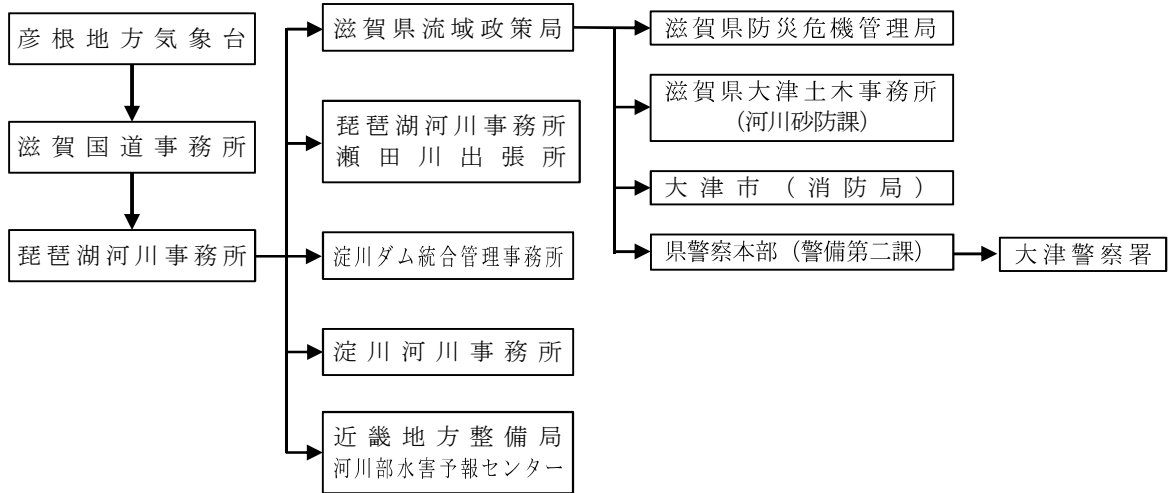 彦根地方気象台
滋賀国道事務所
琵琶湖河川事務所
滋賀県流域政策局
琵琶湖河川事務所
瀬田川出張所
淀川ダム統合管理事務所
淀川河川事務所
近畿地方整備局
河川部水害予報センター
滋賀県防災危機管理局
滋賀県大津土木事務所
(河川砂防課)
大津市(消防局)
県警察本部(警備第二課)
大津警察署